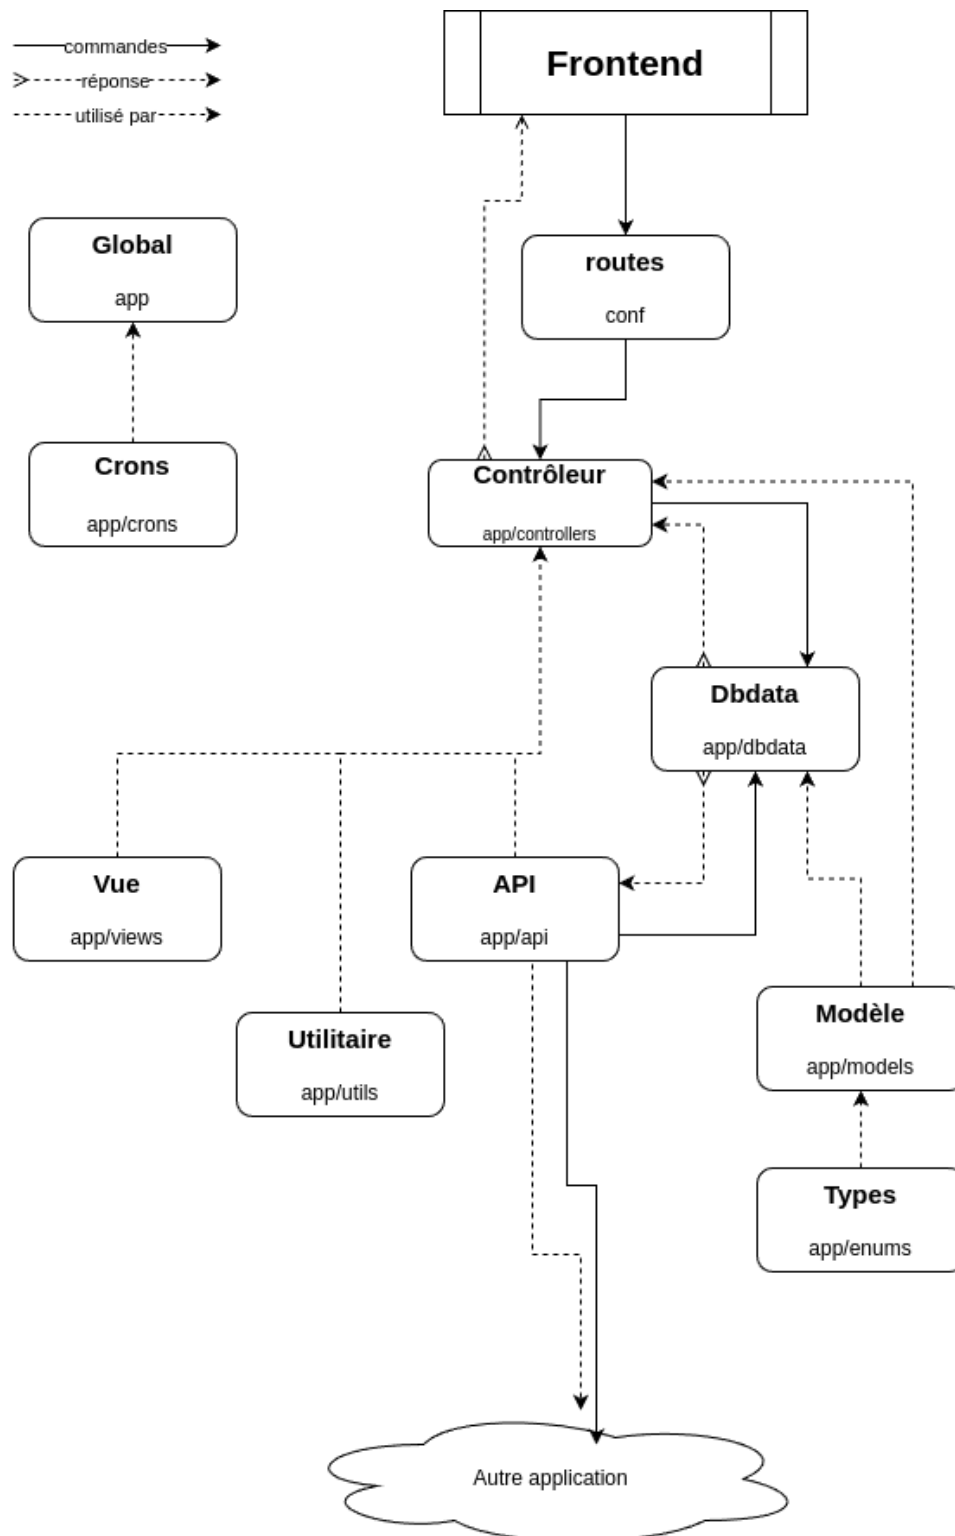 commandes
réponse
utilisé par
Frontend
Global
app
routes
conf
Crons
app/crons
Contrôleur
app/controllers
Dbdata
app/dbdata
Vue
app/views
API
app/api
Utilitaire
app/utils
Modèle
app/models
Types
app/enums
Autre application